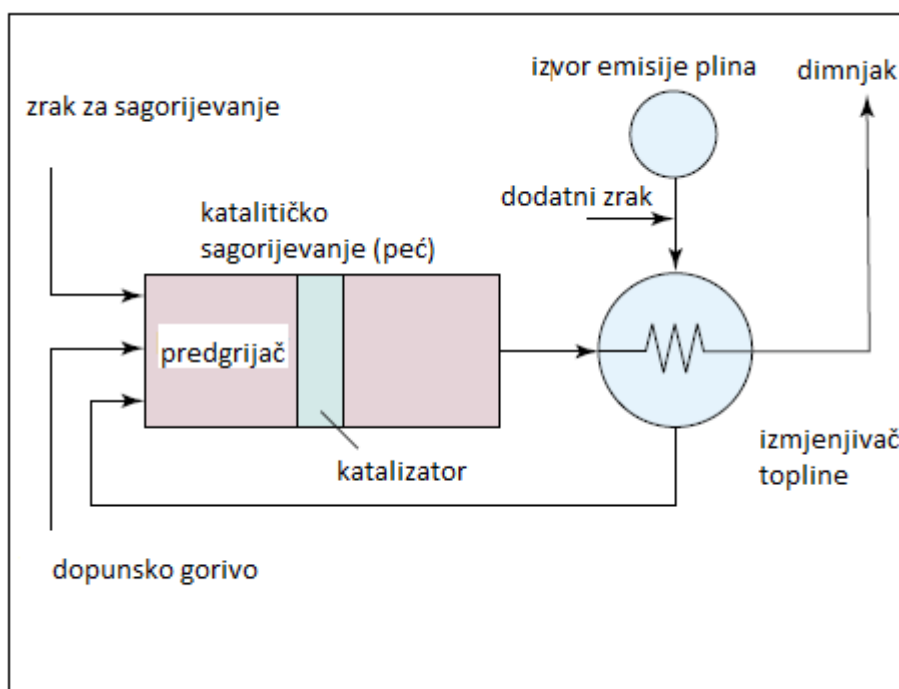 izvor emisije plina
dimnjak
zrak za sagorijevanje
dodatni zrak
katalitičko
sagorijevanje (peć)
predgrijač
katalizator
izmjenjivač
topline
dopunsko gorivo